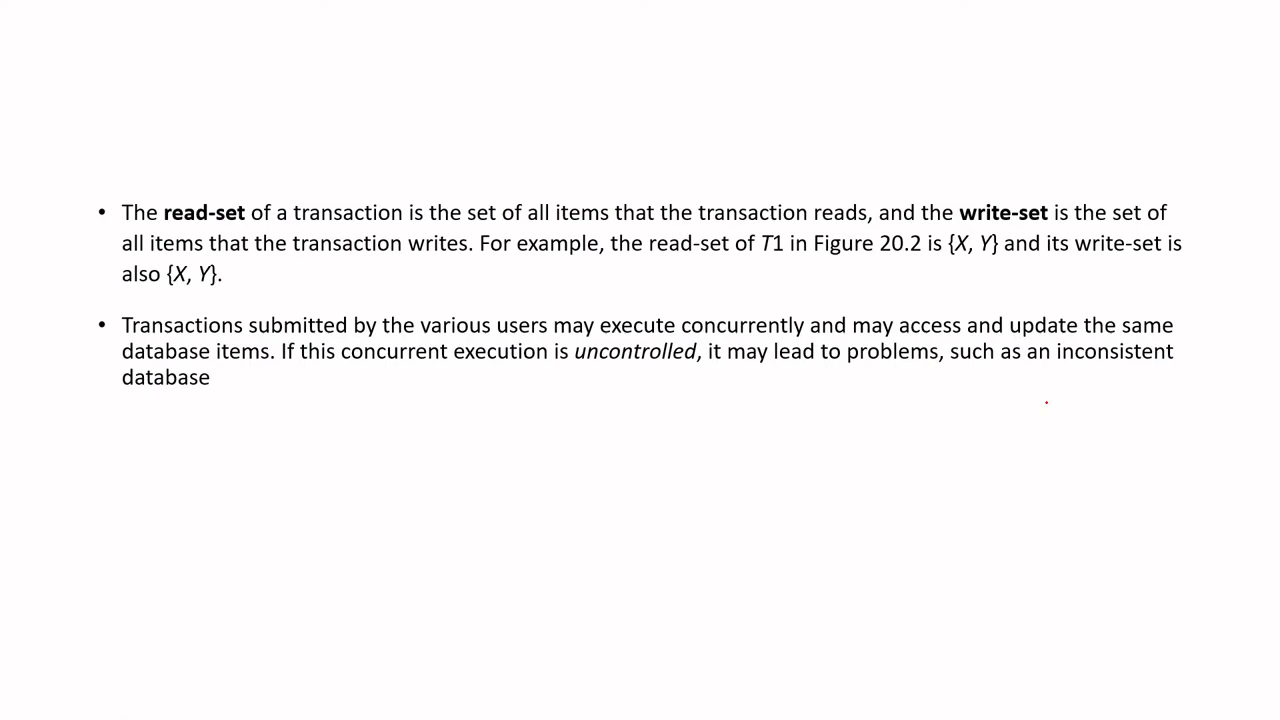 • The read-set of a transaction is the set of all items that the transaction reads, and the write-set is the set of
all items that the transaction writes. For example, the read-set of T1 in Figure 20.2 is {X, Y} and its write-set is
also {X, Y}.
• Transactions submitted by the various users may execute concurrently and may access and update the same
database items. If this concurrent execution is uncontrolled, it may lead to problems, such as an inconsistent
database